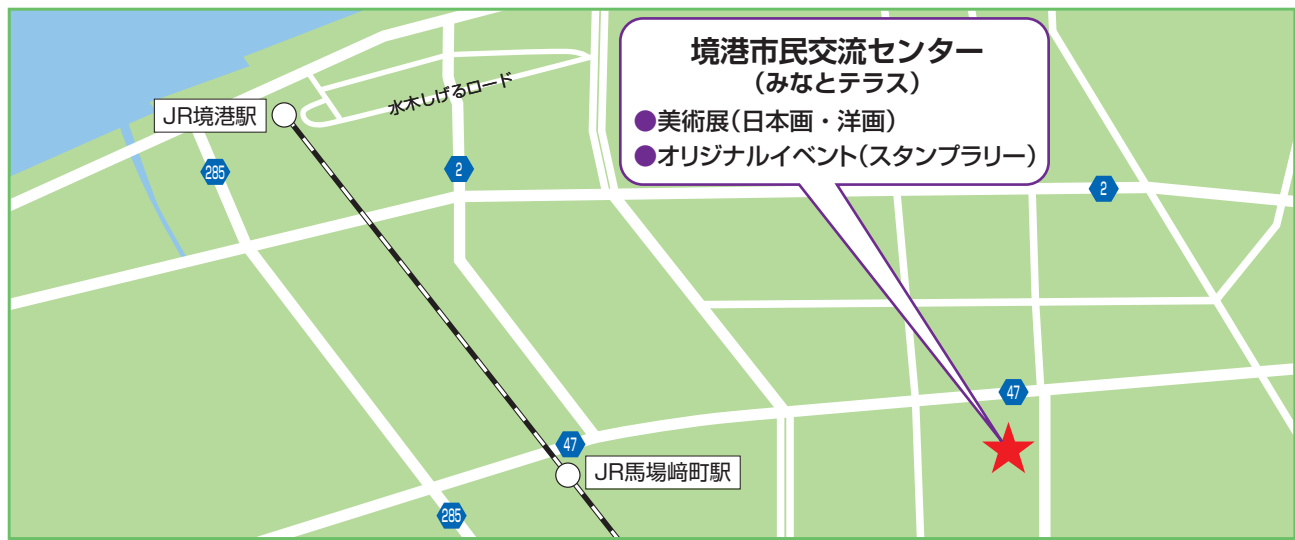 境港市民交流センター
(みなとテラス)
●美術展(日本画・洋画)
●オリジナルイベント(スタンプラリー)
水木しげるロード
JR境港駅
285
2
2
47
47
JR馬場﨑町駅
285